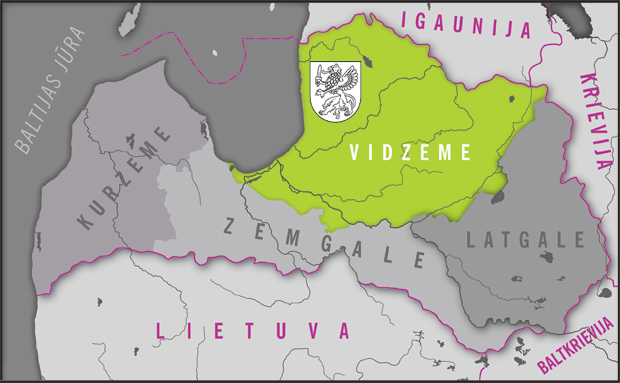 IGAUNIJA
BALTIJAS JŪRA
KRIEVIJA
VIDZEME
KURZEME
ZEMGALE
LATGALE
LIETUVA
BALTKRIEVIJA